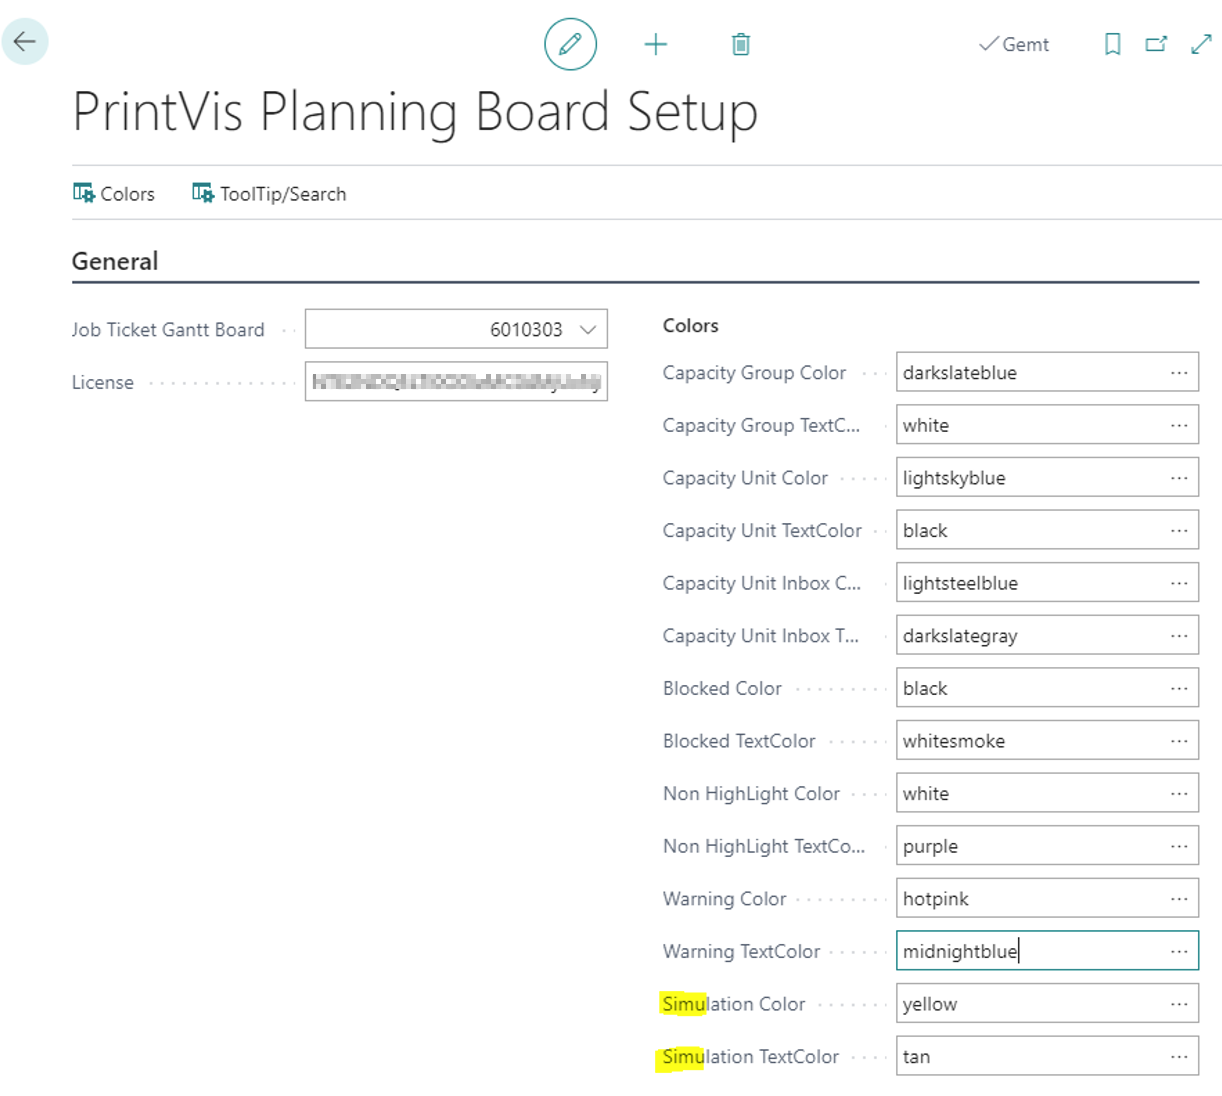 Gemt
PrintVis Planning Board Setup
Colors ToolTip/Search
General
Job Ticket Gantt Board 6010303
License
Colors
Capacity Group Color darkslateblue
Capacity Group TextC... white
Capacity Unit Color lightskyblue
Capacity Unit TextColor black
Capacity Unit Inbox C... lightsteelblue
Capacity Unit Inbox T... darkslategray
Blocked Color black
Blocked TextColor whitesmoke
Non HighLight Color white
Non HighLight TextCo... purple
Warning Color hotpink
Warning TextColor midnightblue
Simulation Color yellow
Simulation TextColor tan